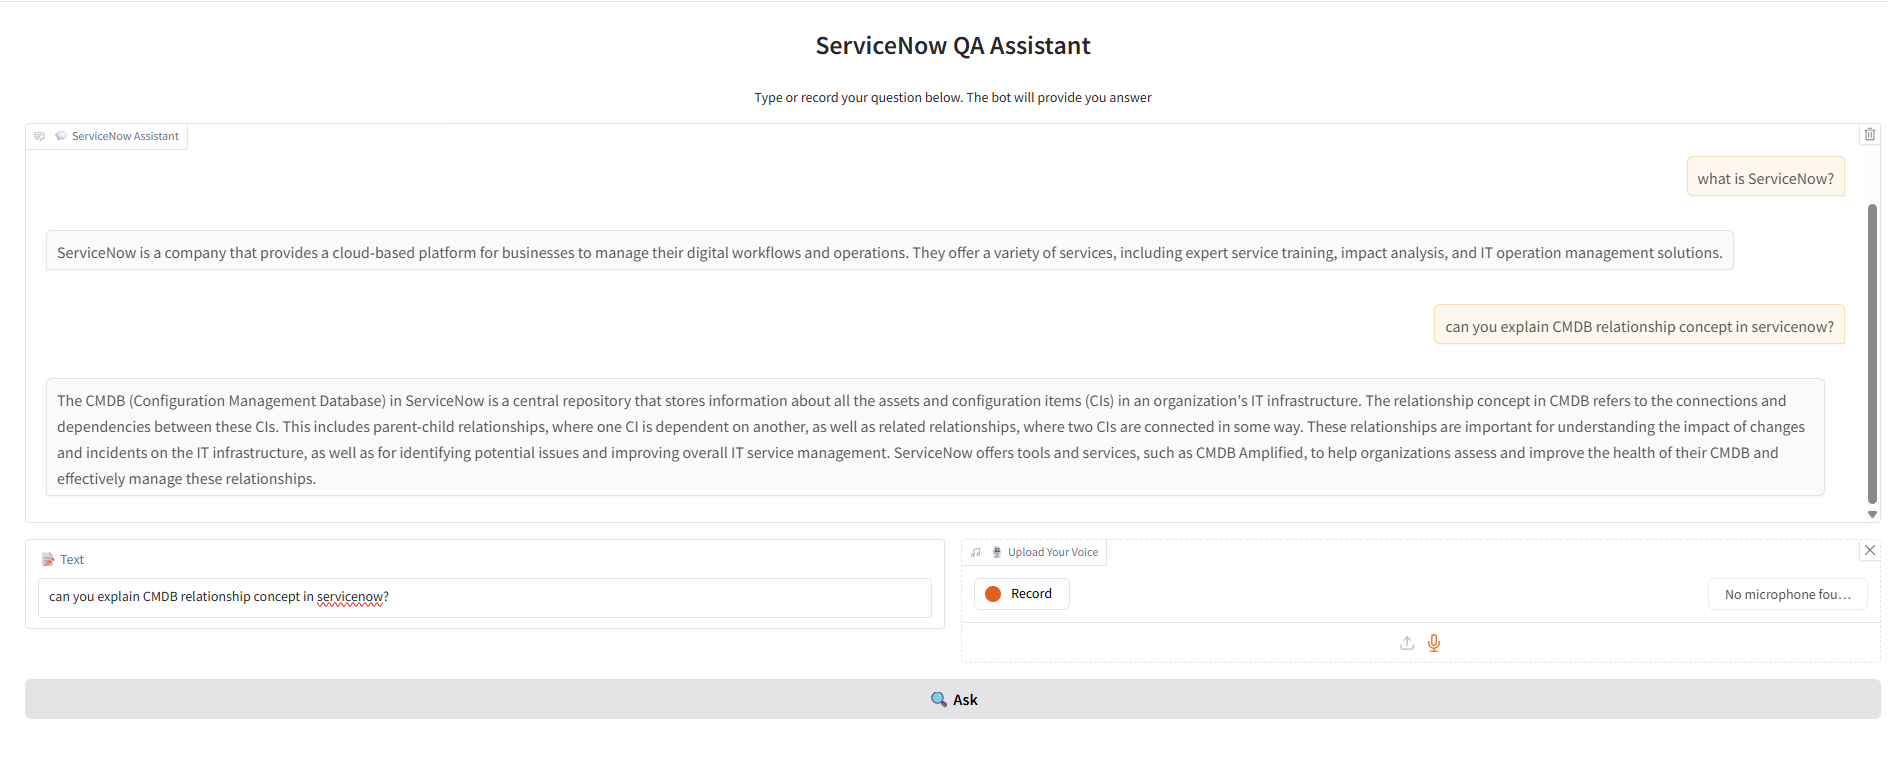 ServiceNow QA Assistant
Type or record your question below. The bot will provide you answer
ServiceNow Assistant
what is ServiceNow?
ServiceNow is a company that provides a cloud-based platform for businesses to manage their digital workflows and operations. They offer a variety of services, including expert service training, impact analysis, and IT operation management solutions.
can you explain CMDB relationship concept in servicenow?
The CMDB (Configuration Management Database) in ServiceNow is a central repository that stores information about all the assets and configuration items (CIs) in an organization's IT infrastructure. The relationship concept in CMDB refers to the connections and
dependencies between these CIs. This includes parent-child relationships, where one CI is dependent on another, as well as related relationships, where two CIs are connected in some way. These relationships are important for understanding the impact of changes
and incidents on the IT infrastructure, as well as for identifying potential issues and improving overall IT service management. ServiceNow offers tools and services, such as CMDB Amplified, to help organizations assess and improve the health of their CMDB and
effectively manage these relationships.
Text
can you explain CMDB relationship concept in servicenow?
Upload Your Voice
Record
No microphone fou…
Ask